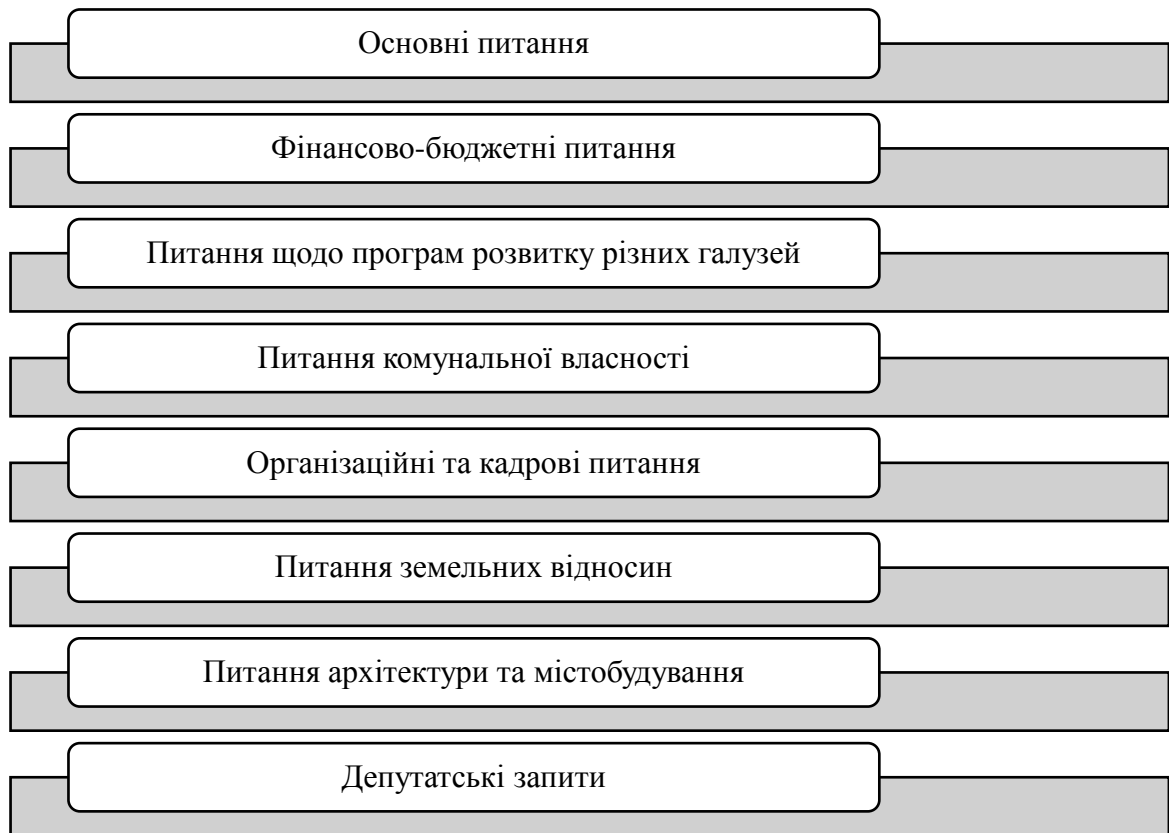 Основні питання
Фінансово-бюджетні питання
Питання щодо програм розвитку різних галузей
Питання комунальної власності
Організаційні та кадрові питання
Питання земельних відносин
Питання архітектури та містобудування
Депутатські запити